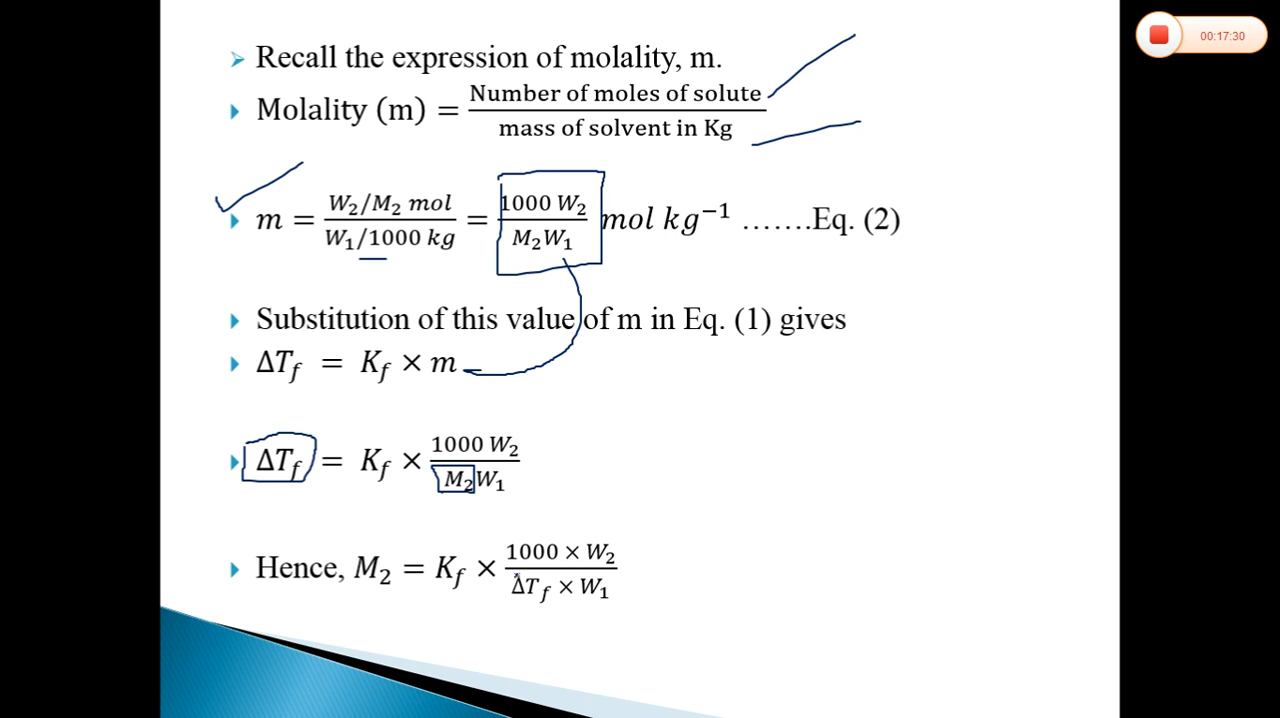 00:17:30
Recall the expression of molality, m.
Molality (m) = Number of moles of solute / mass of solvent in Kg
m = W₂/M₂ mol / W₁/1000 kg = 1000 W₂ / M₂W₁ mol kg⁻¹ .......Eq. (2)
Substitution of this value of m in Eq. (1) gives
ΔT_f = K_f × m
ΔT_f = K_f × 1000 W₂ / M₂W₁
Hence, M₂ = K_f × 1000 × W₂ / ΔT_f × W₁